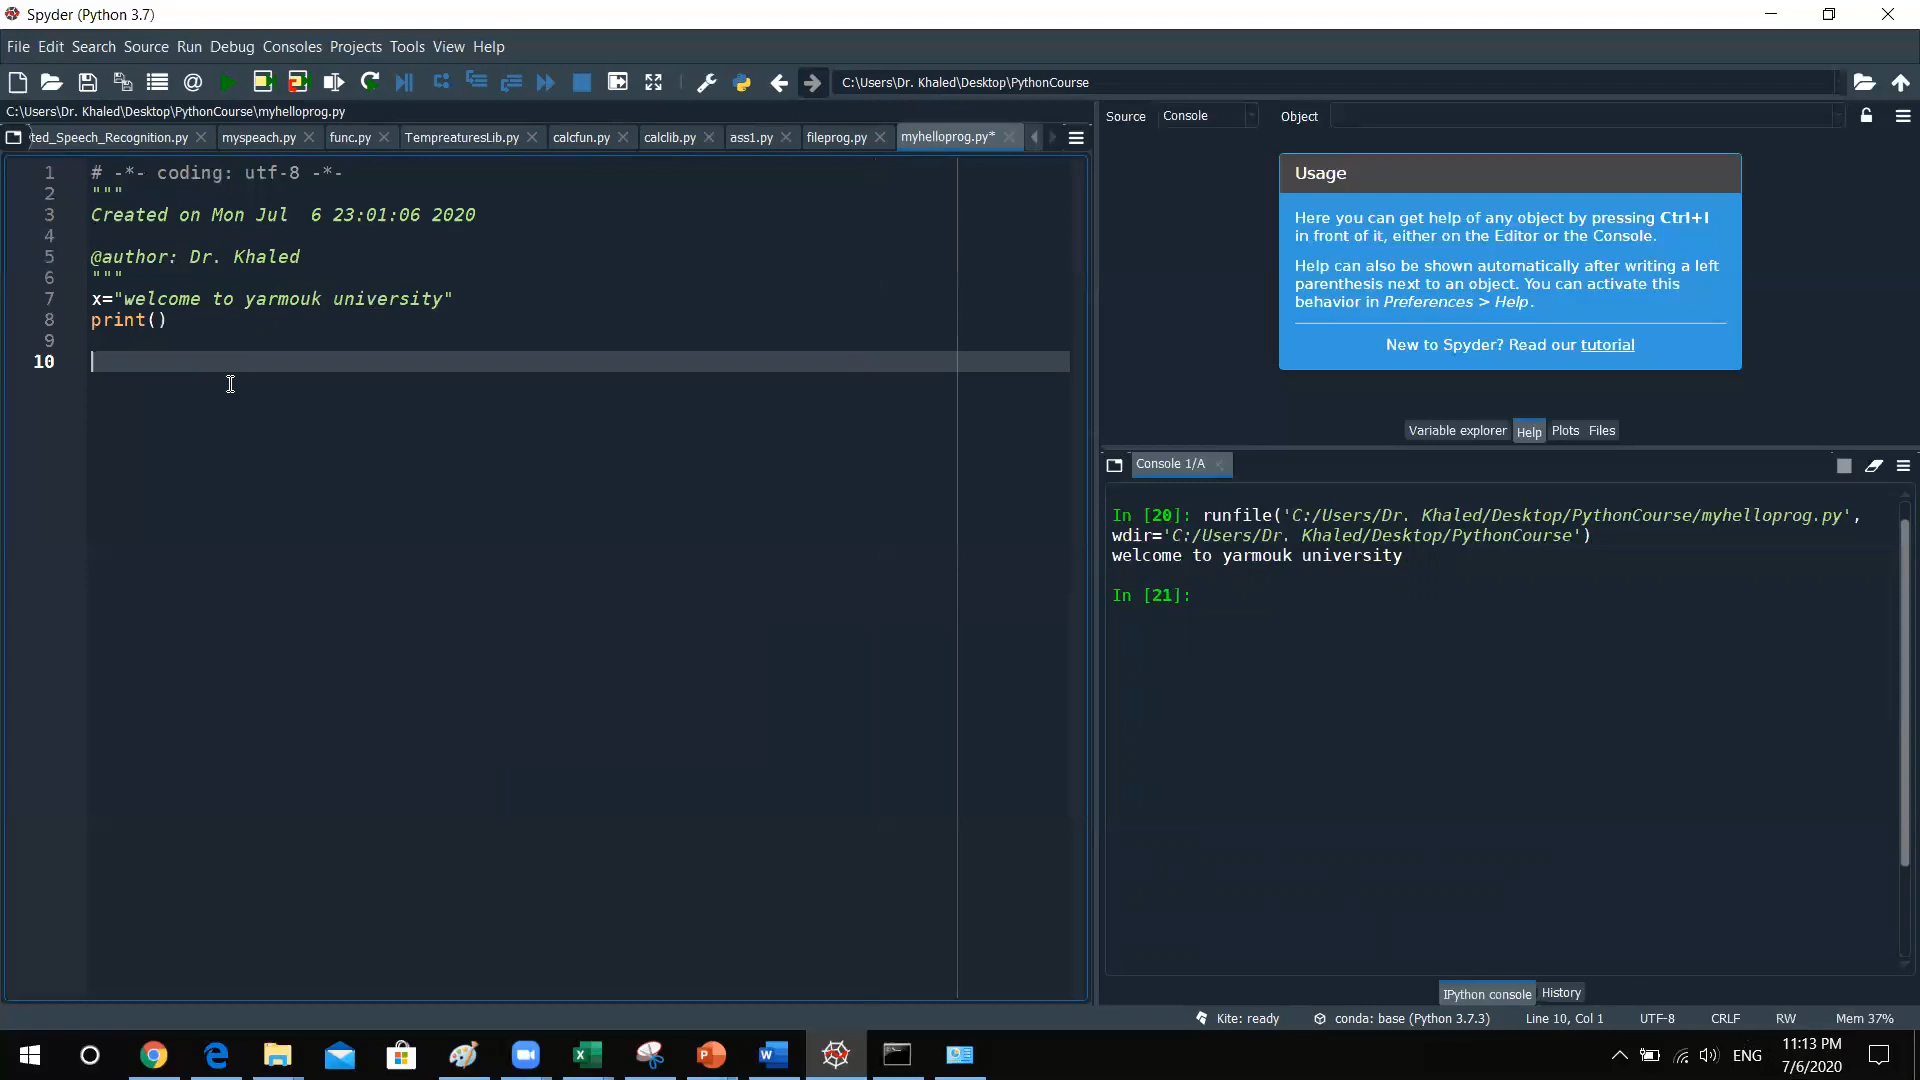 Spyder (Python 3.7)
File Edit Search Source Run Debug Consoles Projects Tools View Help
C:\Users\Dr. Khaled\Desktop\PythonCourse
C:\Users\Dr. Khaled\Desktop\PythonCourse\myhelloprog.py
ted_Speech_Recognition.py myspeach.py func.py TempreaturesLib.py calcfun.py calclib.py ass1.py fileprog.py myhelloprog.py*
1 # -*- coding: utf-8 -*-
2 """
3 Created on Mon Jul  6 23:01:06 2020
4
5 @author: Dr. Khaled
6 """
7 x="welcome to yarmouk university"
8 print()
9
10
Source Console Object
Usage
Here you can get help of any object by pressing Ctrl+I
in front of it, either on the Editor or the Console.
Help can also be shown automatically after writing a left
parenthesis next to an object. You can activate this
behavior in Preferences > Help.
New to Spyder? Read our tutorial
Variable explorer Help Plots Files
Console 1/A
In [20]: runfile('C:/Users/Dr. Khaled/Desktop/PythonCourse/myhelloprog.py',
wdir='C:/Users/Dr. Khaled/Desktop/PythonCourse')
welcome to yarmouk university
In [21]:
IPython console History
Kite: ready conda: base (Python 3.7.3) Line 10, Col 1 UTF-8 CRLF RW Mem 37%
ENG
11:13 PM
7/6/2020